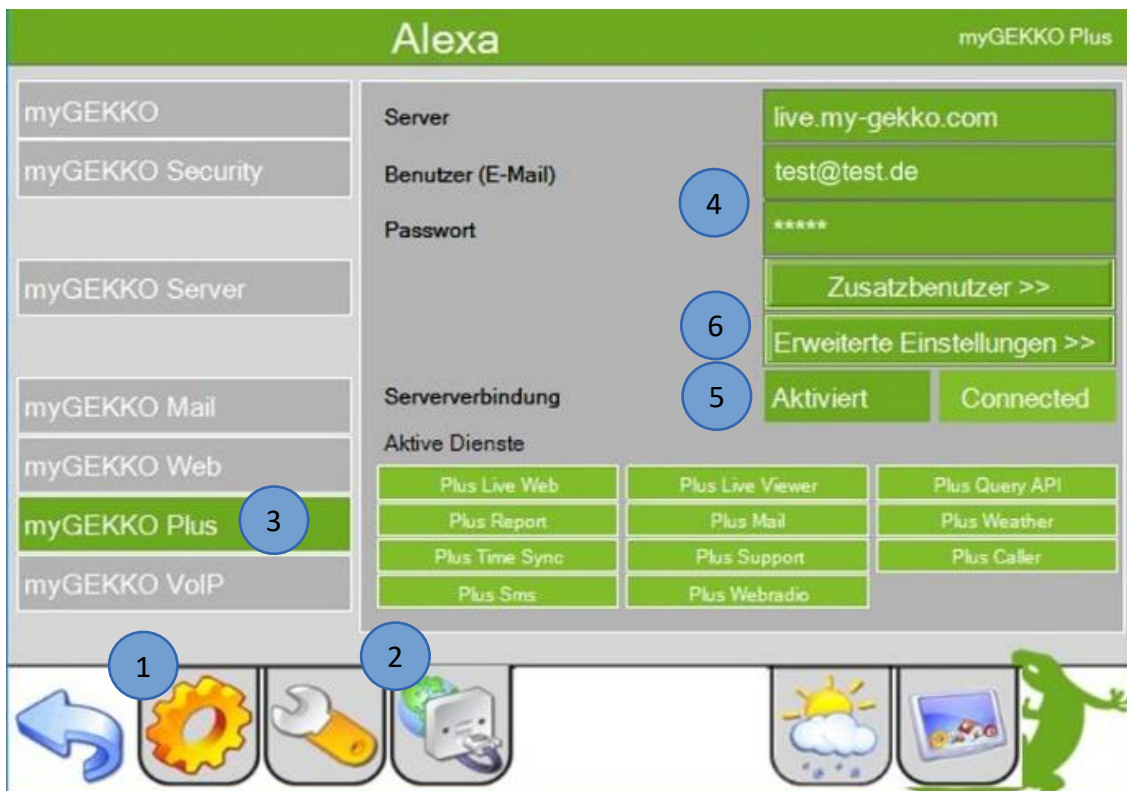 Alexa
myGEKKO Plus
myGEKKO
myGEKKO Security
myGEKKO Server
myGEKKO Mail
myGEKKO Web
myGEKKO Plus
3
myGEKKO VoIP
Server
live.my-gekko.com
Benutzer (E-Mail)
test@test.de
4
Passwort
*****
Zusatzbenutzer >>
6
Erweiterte Einstellungen >>
Serververbindung
5
Aktiviert
Connected
Aktive Dienste
Plus Live Web
Plus Live Viewer
Plus Query API
Plus Report
Plus Mail
Plus Weather
Plus Time Sync
Plus Support
Plus Caller
Plus Sms
Plus Webradio
1
2